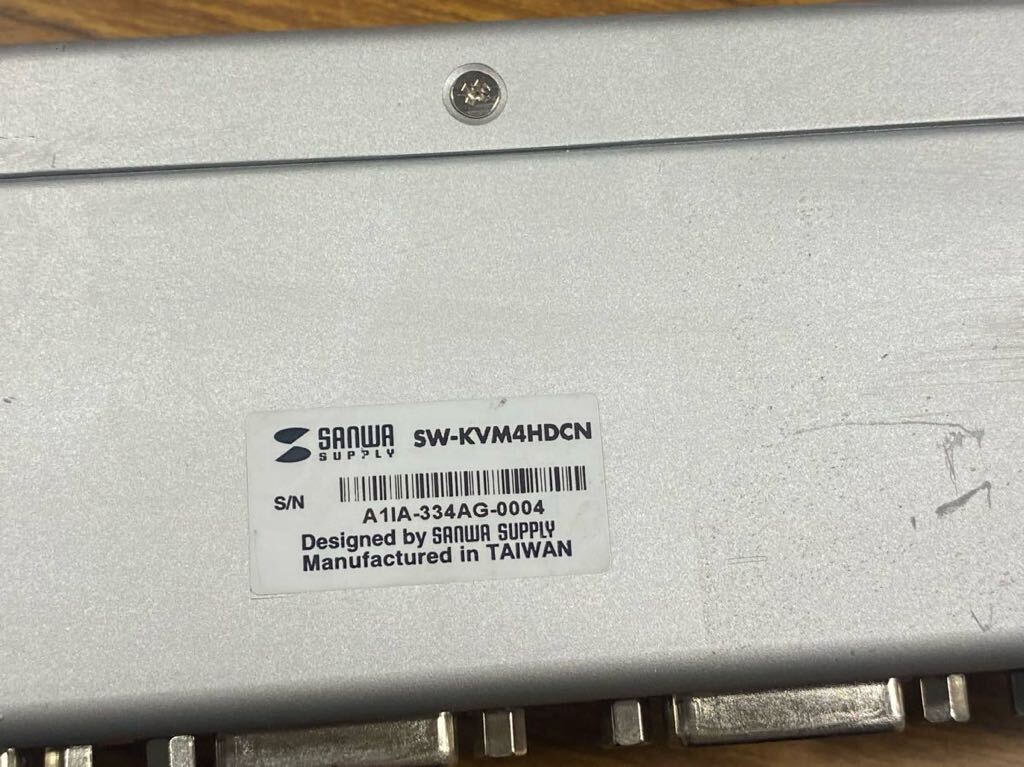 SANWA SUPPLY SW-KVM4HDCN
S/N
A1IA-334AG-0004
Designed by SANWA SUPPLY
Manufactured in TAIWAN